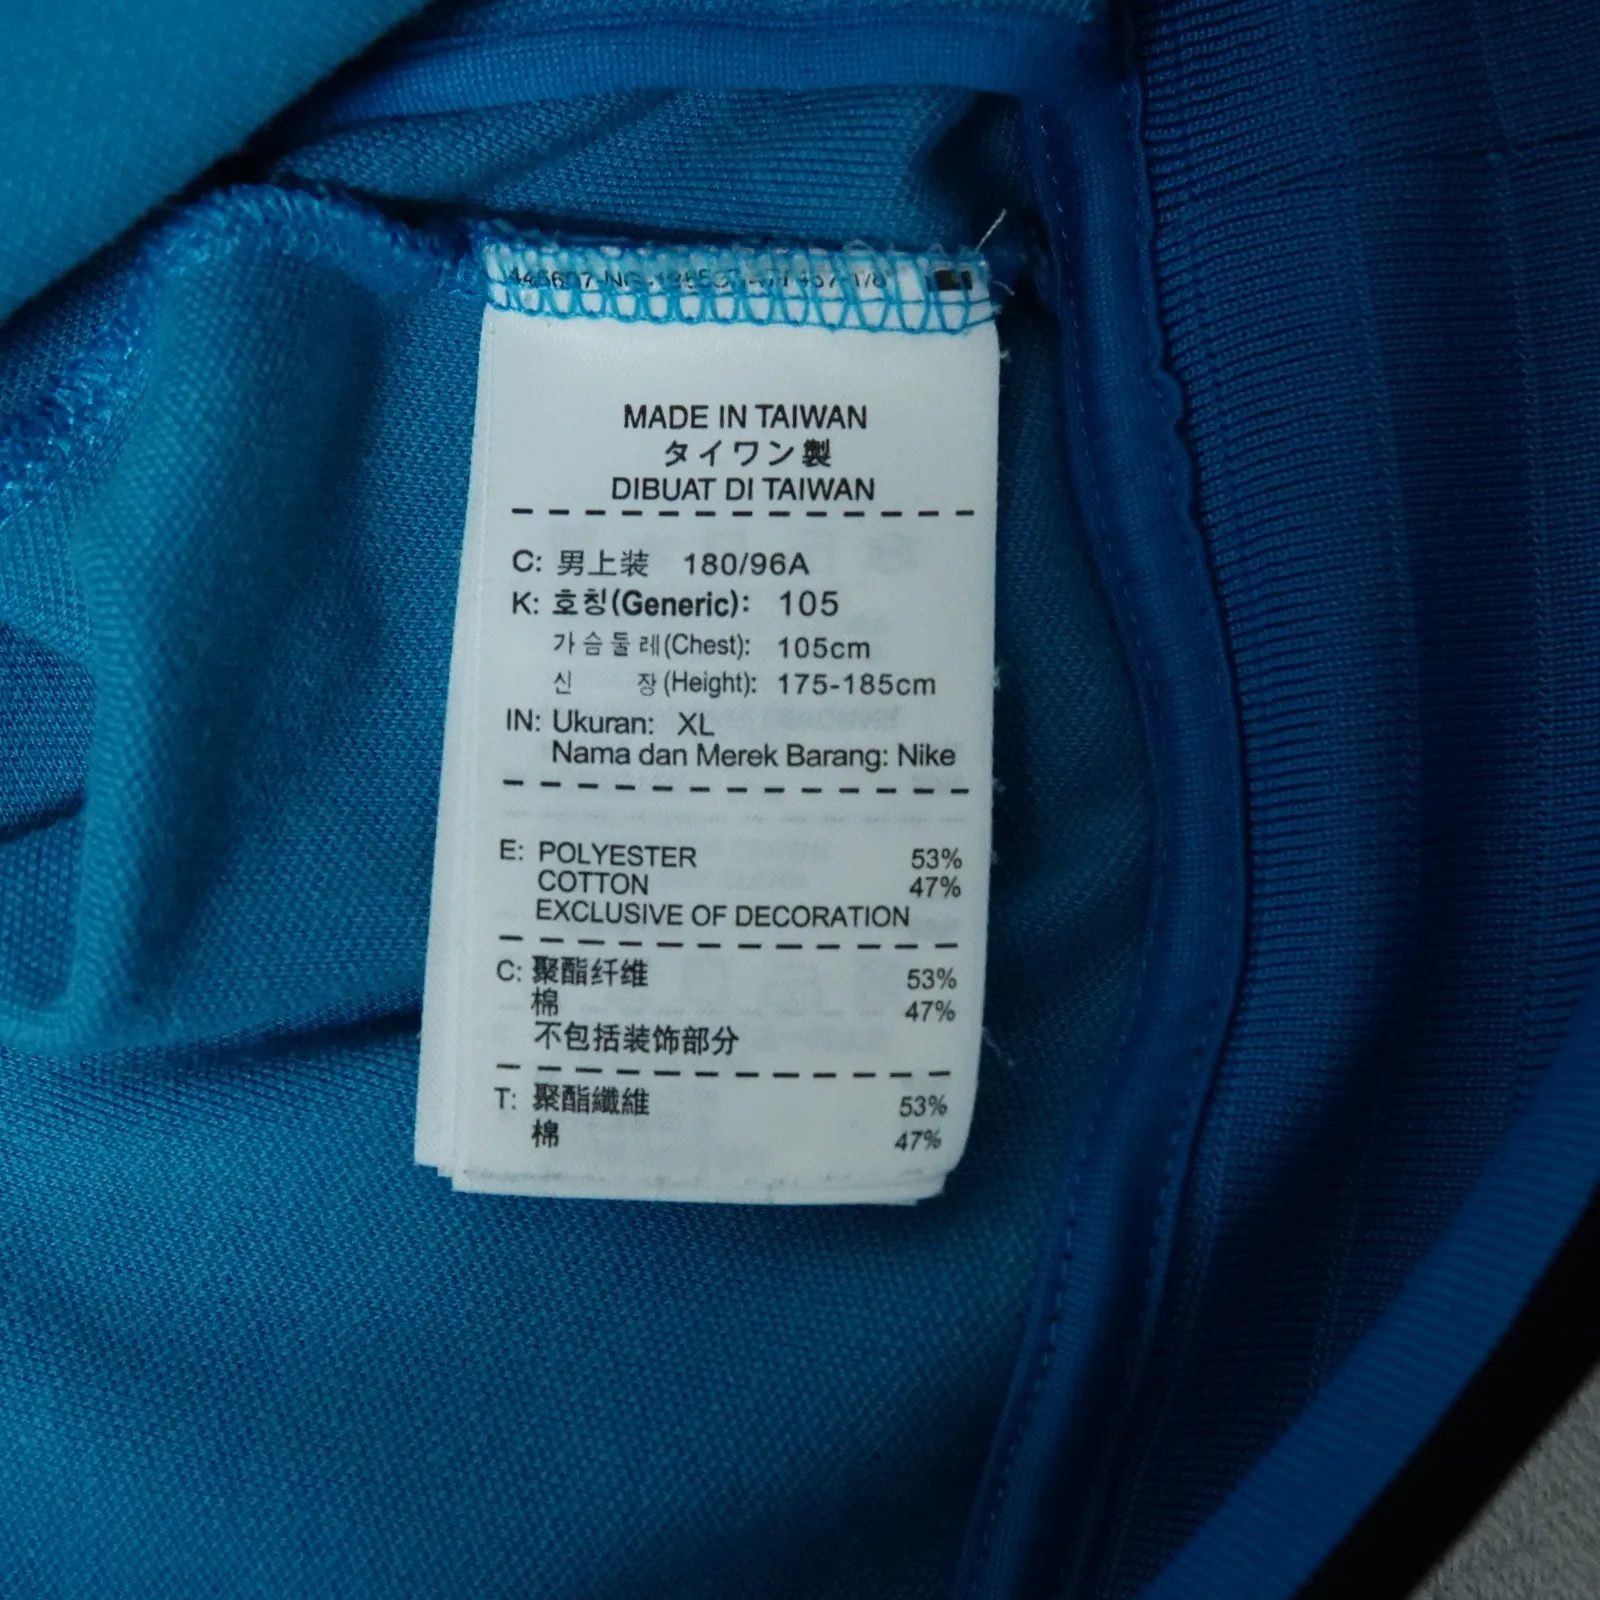 MADE IN TAIWAN
タイワン製
DIBUAT DI TAIWAN
C: 男上装 180/96A
K: 호칭(Generic): 105
가슴둘레(Chest): 105cm
신 장(Height): 175-185cm
IN: Ukuran: XL
Nama dan Merek Barang: Nike
E: POLYESTER 53%
COTTON 47%
EXCLUSIVE OF DECORATION
C: 聚酯纤维 53%
棉 47%
不包括装饰部分
T: 聚酯纖維 53%
棉 47%